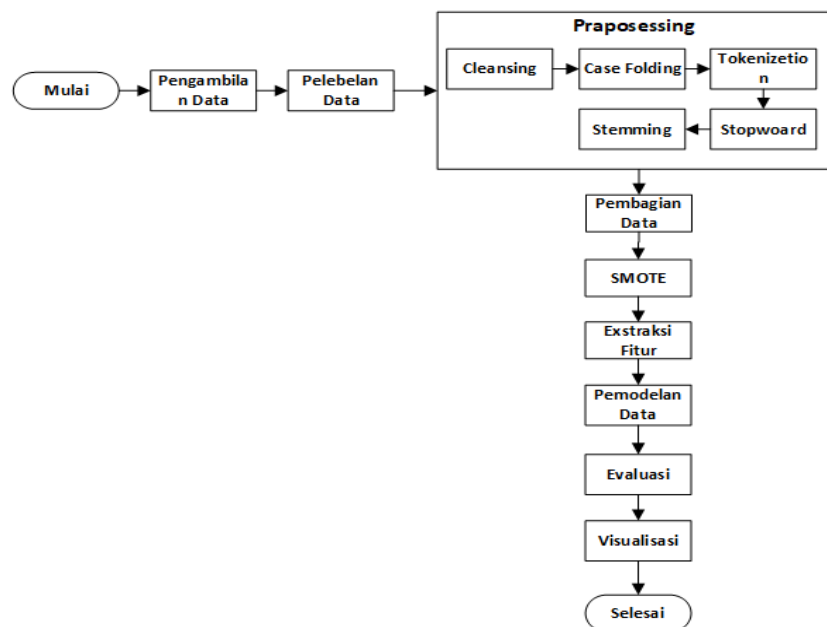 Praposessing
Cleansing
Case Folding
Tokenizetio
n
Mulai
Pengambila
n Data
Pelebelan
Data
Stemming
Stopwoard
Pembagian
Data
SMOTE
Exstraksi
Fitur
Pemodelan
Data
Evaluasi
Visualisasi
Selesai